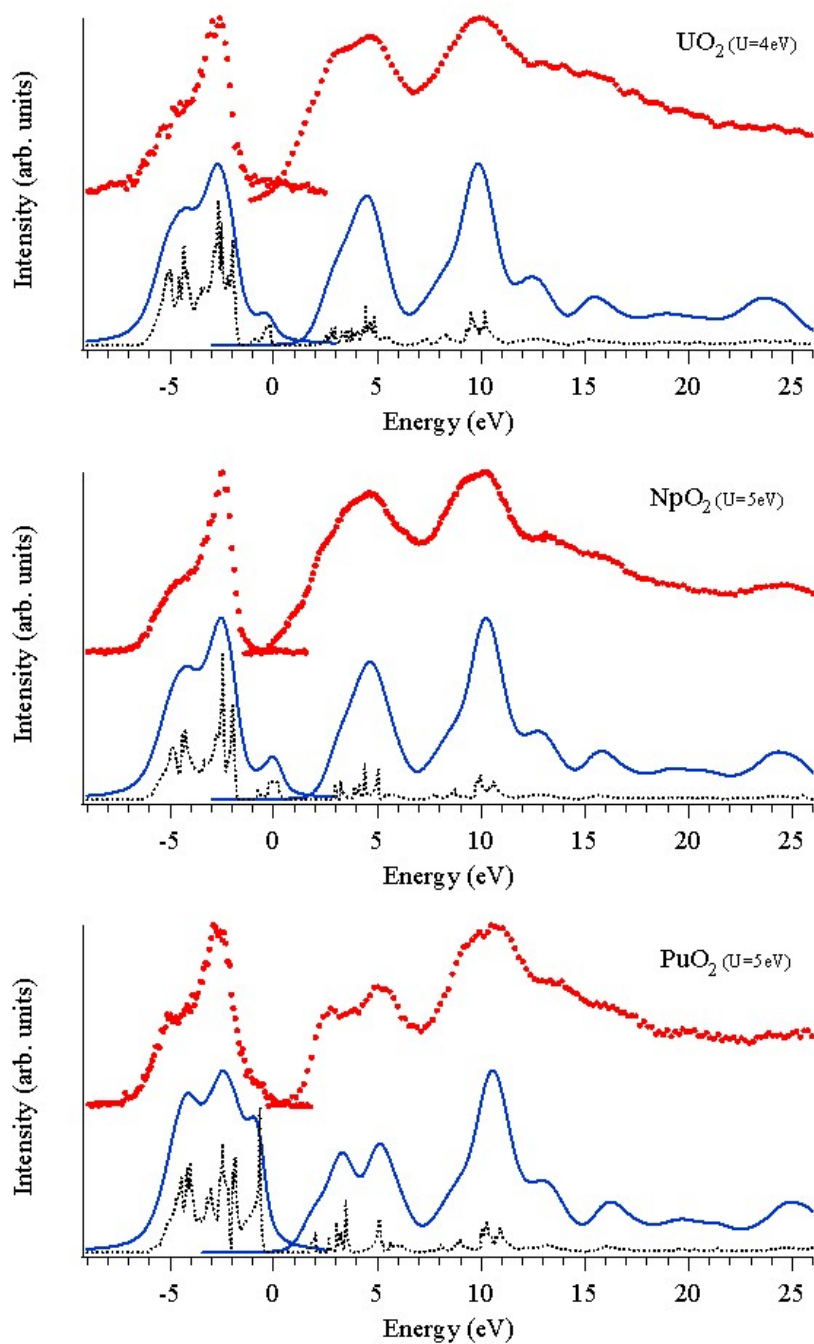 UO₂ (U=4eV)
Intensity (arb. units)
-5 0 5 10 15 20 25
Energy (eV)
NpO₂ (U=5eV)
Intensity (arb. units)
-5 0 5 10 15 20 25
Energy (eV)
PuO₂ (U=5eV)
Intensity (arb. units)
-5 0 5 10 15 20 25
Energy (eV)